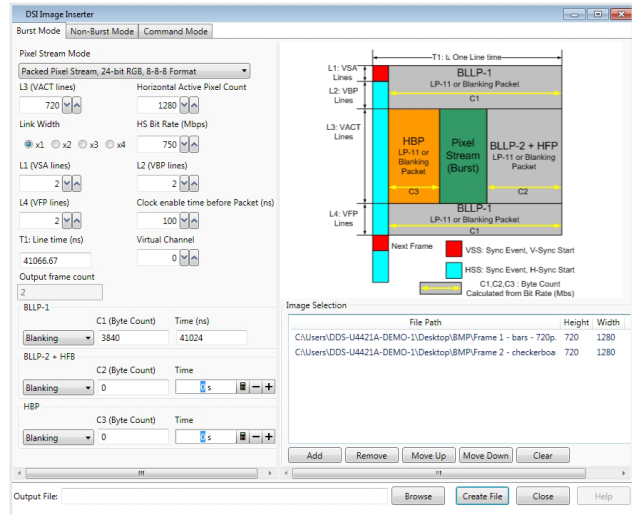 DSI Image Inserter
Burst Mode Non-Burst Mode Command Mode
Pixel Stream Mode
Packed Pixel Stream, 24-bit RGB, 8-8-8 Format
L3 (VACT lines) Horizontal Active Pixel Count
720 1280
Link Width HS Bit Rate (Mbps)
x1 x2 x3 x4 750
L1 (VSA lines) L2 (VBP lines)
2 2
L4 (VFP lines) Clock enable time before Packet (ns)
2 100
T1: Line time (ns) Virtual Channel
41066.67 0
Output frame count
2
BLLP-1
C1 (Byte Count) Time (ns)
Blanking 3840 41024
BLLP-2 + HFB
C2 (Byte Count) Time
Blanking 0 0 s
HBP
C3 (Byte Count) Time
Blanking 0 0 s
T1: tL One Line time
L1: VSA
Lines
L2: VBP
Lines
L3: VACT
Lines
L4: VFP
Lines
BLLP-1
LP-11 or Blanking Packet
C1
HBP
LP-11 or
Blanking
Packet
C3
Pixel
Stream
(Burst)
BLLP-2 + HFP
LP-11 or Blanking
Packet
C2
BLLP-1
LP-11 or Blanking Packet
C1
Next Frame
VSS: Sync Event, V-Sync Start
HSS: Sync Event, H-Sync Start
C1,C2,C3 : Byte Count
Calculated from Bit Rate (Mbs)
Image Selection
File Path Height Width
C:\Users\DDS-U4421A-DEMO-1\Desktop\BMP\Frame 1 - bars - 720p. 720 1280
C:\Users\DDS-U4421A-DEMO-1\Desktop\BMP\Frame 2 - checkerboa 720 1280
Add Remove Move Up Move Down Clear
Output File: Browse Create File Close Help